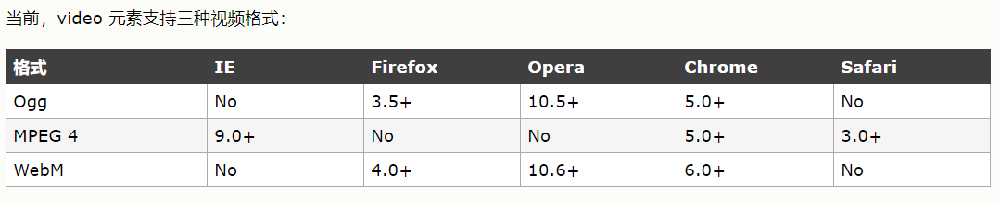 当前，video 元素支持三种视频格式：
格式 IE Firefox Opera Chrome Safari
Ogg No 3.5+ 10.5+ 5.0+ No
MPEG 4 9.0+ No No 5.0+ 3.0+
WebM No 4.0+ 10.6+ 6.0+ No